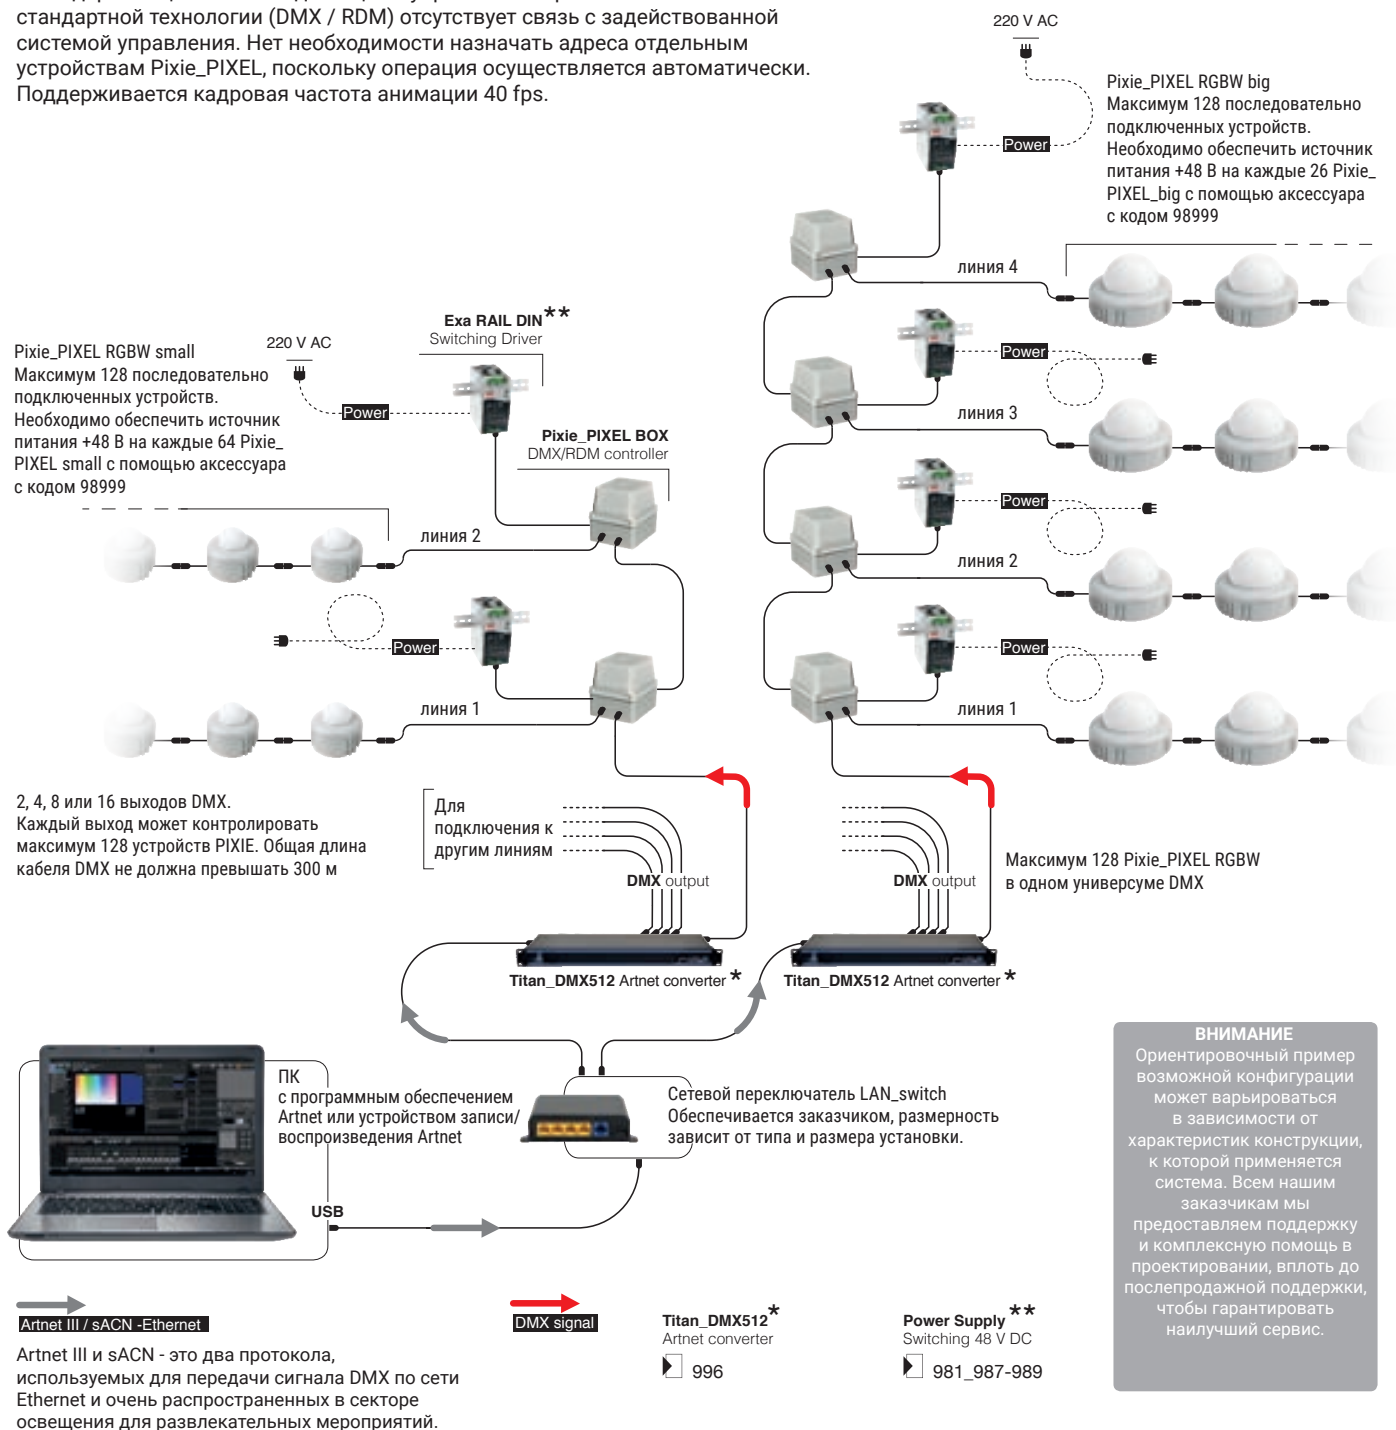 стандартной технологии (DMX / RDM) отсутствует связь с задействованной
системой управления. Нет необходимости назначать адреса отдельным
устройствам Pixie_PIXEL, поскольку операция осуществляется автоматически.
Поддерживается кадровая частота анимации 40 fps.
220 V AC
Power
Pixie_PIXEL RGBW big
Максимум 128 последовательно
подключенных устройств.
Необходимо обеспечить источник
питания +48 В на каждые 26 Pixie_
PIXEL_big с помощью аксессуара
с кодом 98999
линия 4
Power
линия 3
Power
линия 2
Power
линия 1
Pixie_PIXEL RGBW small
Максимум 128 последовательно
подключенных устройств.
Необходимо обеспечить источник
питания +48 В на каждые 64 Pixie_
PIXEL small с помощью аксессуара
с кодом 98999
220 V AC
Power
Exa RAIL DIN**
Switching Driver
Pixie_PIXEL BOX
DMX/RDM controller
линия 2
Power
линия 1
2, 4, 8 или 16 выходов DMX.
Каждый выход может контролировать
максимум 128 устройств PIXIE. Общая длина
кабеля DMX не должна превышать 300 м
Для
подключения к
другим линиям
DMX output
DMX output
Максимум 128 Pixie_PIXEL RGBW
в одном универсуме DMX
Titan_DMX512 Artnet converter *
Titan_DMX512 Artnet converter *
ПК
с программным обеспечением
Artnet или устройством записи/
воспроизведения Artnet
USB
Сетевой переключатель LAN_switch
Обеспечивается заказчиком, размерность
зависит от типа и размера установки.
ВНИМАНИЕ
Ориентировочный пример
возможной конфигурации
может варьироваться
в зависимости от
характеристик конструкции,
к которой применяется
система. Всем нашим
заказчикам мы
предоставляем поддержку
и комплексную помощь в
проектировании, вплоть до
послепродажной поддержки,
чтобы гарантировать
наилучший сервис.
Artnet III / sACN -Ethernet
Artnet III и sACN - это два протокола,
используемых для передачи сигнала DMX по сети
Ethernet и очень распространенных в секторе
освещения для развлекательных мероприятий.
DMX signal
Titan_DMX512*
Artnet converter
996
Power Supply**
Switching 48 V DC
981_987-989